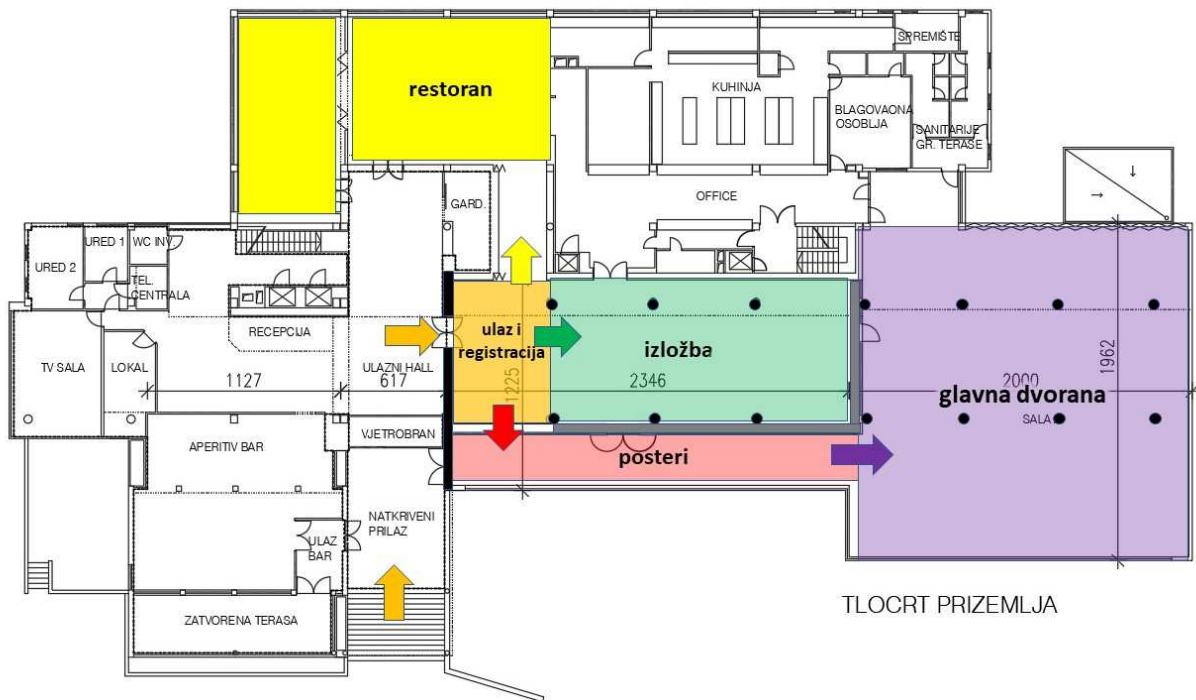 SPREMIŠTE
restoran
KUHINJA
BLAGOVAONA
OSOBLJA
SANITARIJE
GR. TERASE
GARD.
OFFICE
URED 1
WC INV.
URED 2
TEL.
CENTRALA
RECEPCIJA
ulaz i
registracija
izložba
TV SALA
LOKAL
ULAZNI HALL
1127
617
1225
2346
2000
1962
glavna dvorana
SALA
APERITIV BAR
VJETROBRAN
posteri
NATKRIVENI
PRILAZ
ULAZ
BAR
ZATVORENA TERASA
TLOCRT PRIZEMLJA